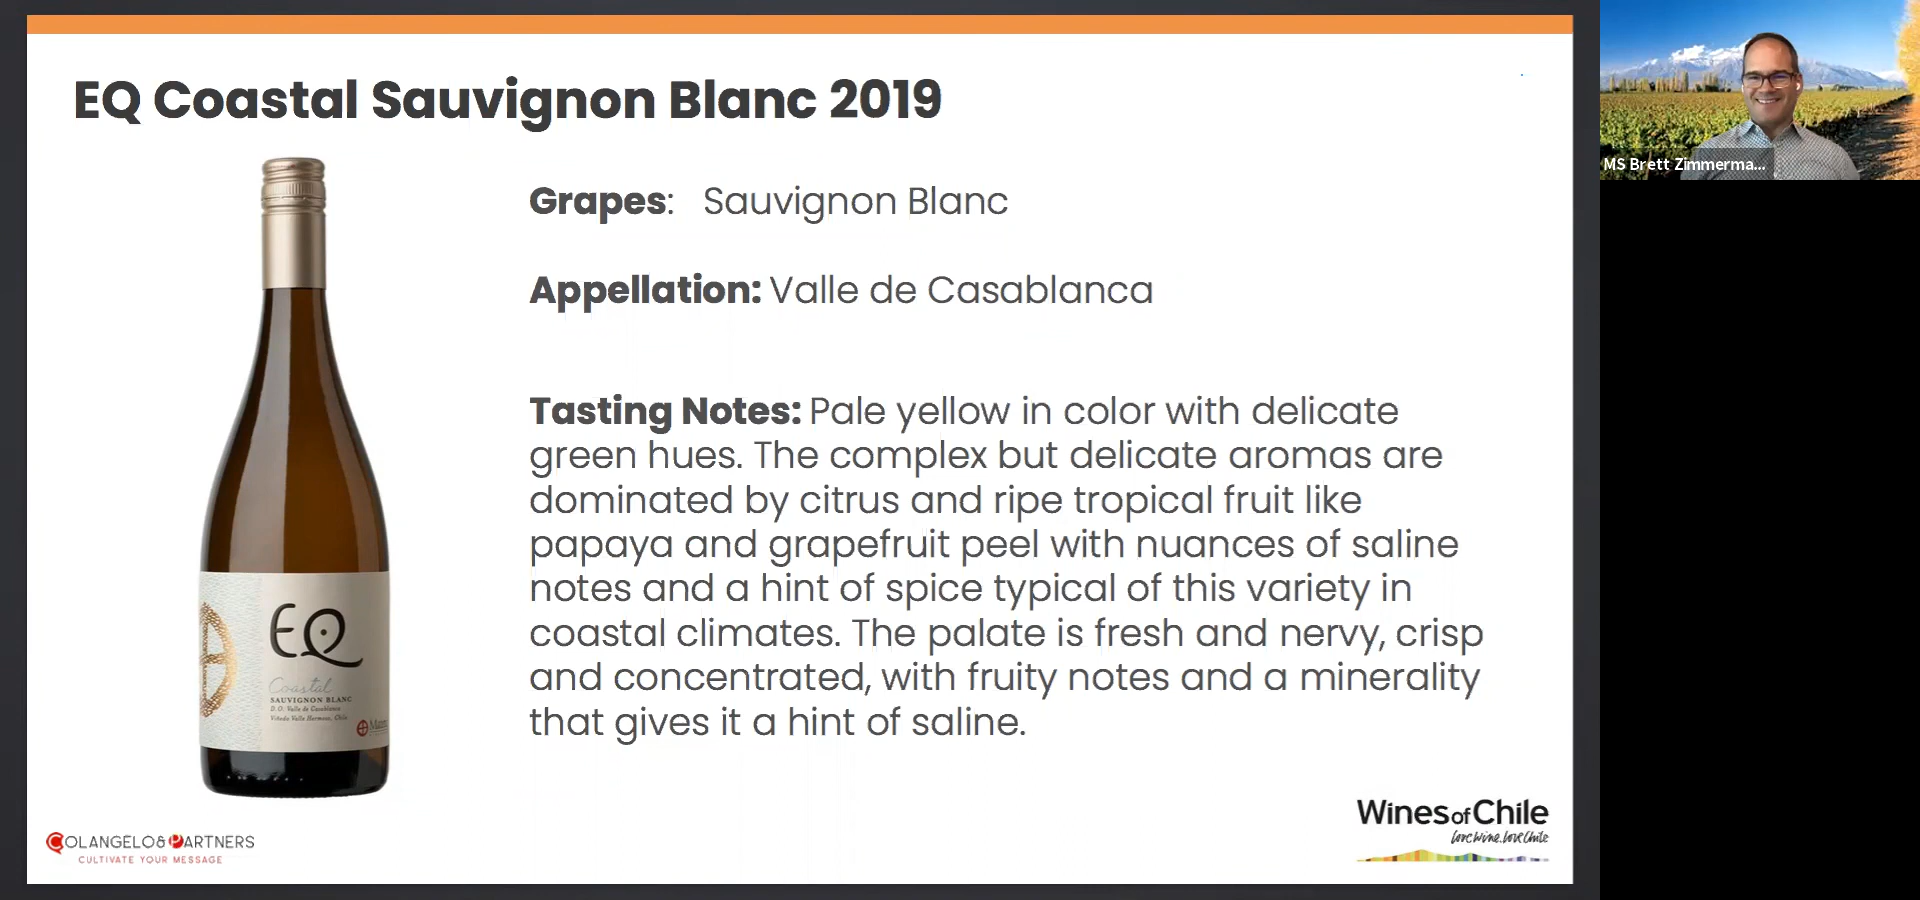 EQ Coastal Sauvignon Blanc 2019
Grapes: Sauvignon Blanc
Appellation: Valle de Casablanca
Tasting Notes: Pale yellow in color with delicate
green hues. The complex but delicate aromas are
dominated by citrus and ripe tropical fruit like
papaya and grapefruit peel with nuances of saline
notes and a hint of spice typical of this variety in
coastal climates. The palate is fresh and nervy, crisp
and concentrated, with fruity notes and a minerality
that gives it a hint of saline.
EQ
Coastal
SAUVIGNON BLANC
D.O. Valle de Casablanca
Viñedo Valle Hermoso, Chile
COLANGELO & PARTNERS
CULTIVATE YOUR MESSAGE
Wines of Chile
love wine. love Chile
MS Brett Zimmerma...